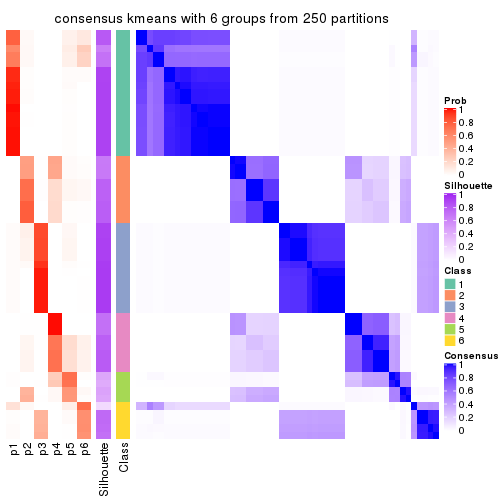 consensus kmeans with 6 groups from 250 partitions
Prob
1
0.8
0.6
0.4
0.2
0
Silhouette
1
0.8
0.6
0.4
0.2
0
Class
1
2
3
4
5
6
Consensus
1
0.8
0.6
0.4
0.2
0
p1
p2
p3
p4
p5
p6
Silhouette
Class